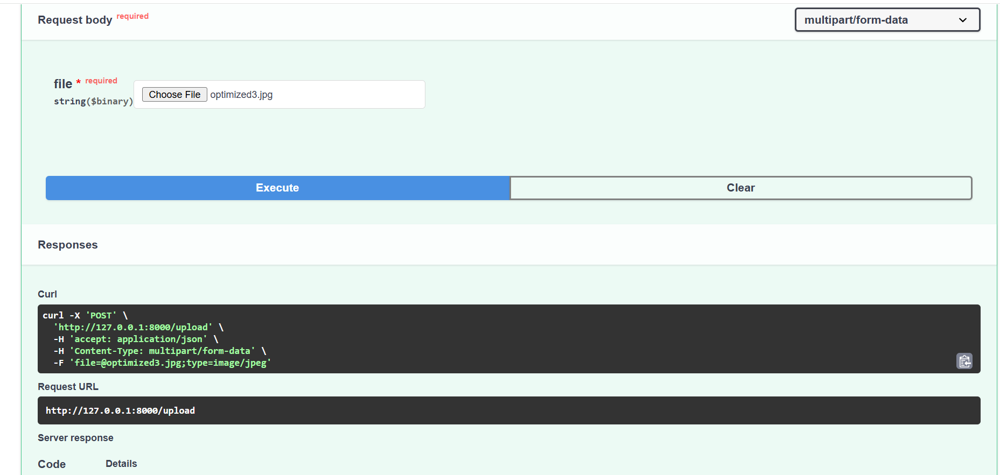 Request body required
multipart/form-data
file * required
string($binary)
Choose File optimized3.jpg
Execute
Clear
Responses
Curl
curl -X 'POST' \
  'http://127.0.0.1:8000/upload' \
  -H 'accept: application/json' \
  -H 'Content-Type: multipart/form-data' \
  -F 'file=@optimized3.jpg;type=image/jpeg'
Request URL
http://127.0.0.1:8000/upload
Server response
Code Details